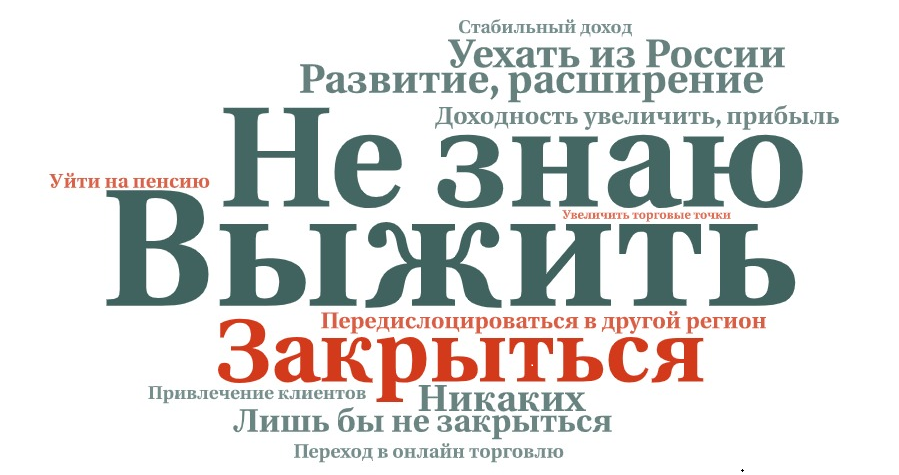 Стабильный доход
Уехать из России
Развитие, расширение
Доходность увеличить, прибыль
Не знаю
Уйти на пенсию
Увеличить торговые точки
Выжить
Передислоцироваться в другой регион
Закрыться
Привлечение клиентов
Никаких
Лишь бы не закрыться
Переход в онлайн торговлю